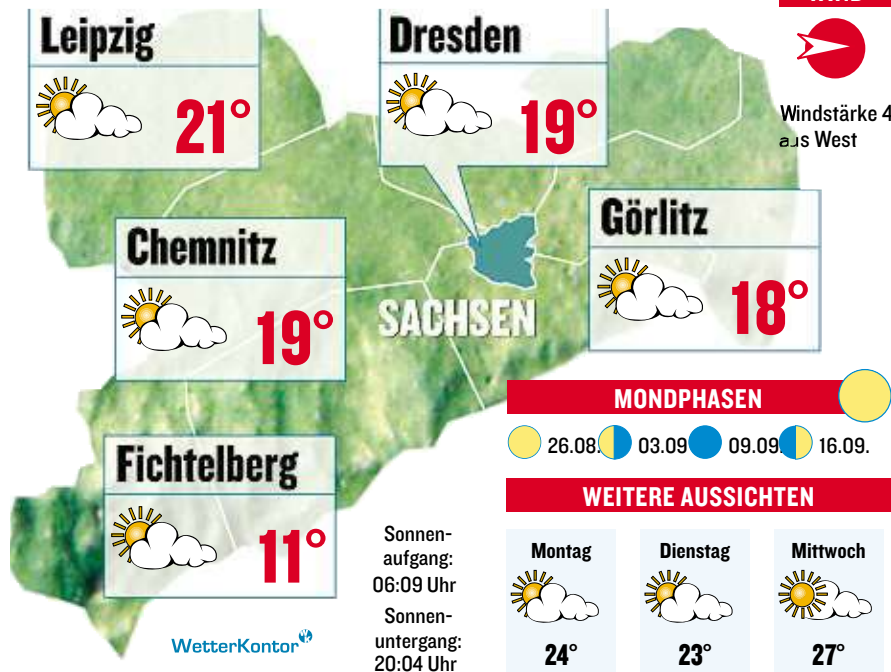 Leipzig
21°
Dresden
19°
Windstärke 4
aus West
Chemnitz
19°
Görlitz
18°
SACHSEN
Fichtelberg
11°
MONDPHASEN
26.08.
03.09
09.09.
16.09.
WEITERE AUSSICHTEN
Sonnen-
aufgang:
06:09 Uhr
Sonnen-
untergang:
20:04 Uhr
Montag
24°
Dienstag
23°
Mittwoch
27°
WetterKontor